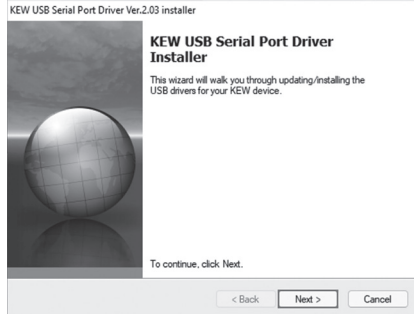 KEW USB Serial Port Driver Ver.2.03 installer
KEW USB Serial Port Driver
Installer
This wizard will walk you through updating/installing the
USB drivers for your KEW device.
To continue, click Next.
< Back
Next >
Cancel